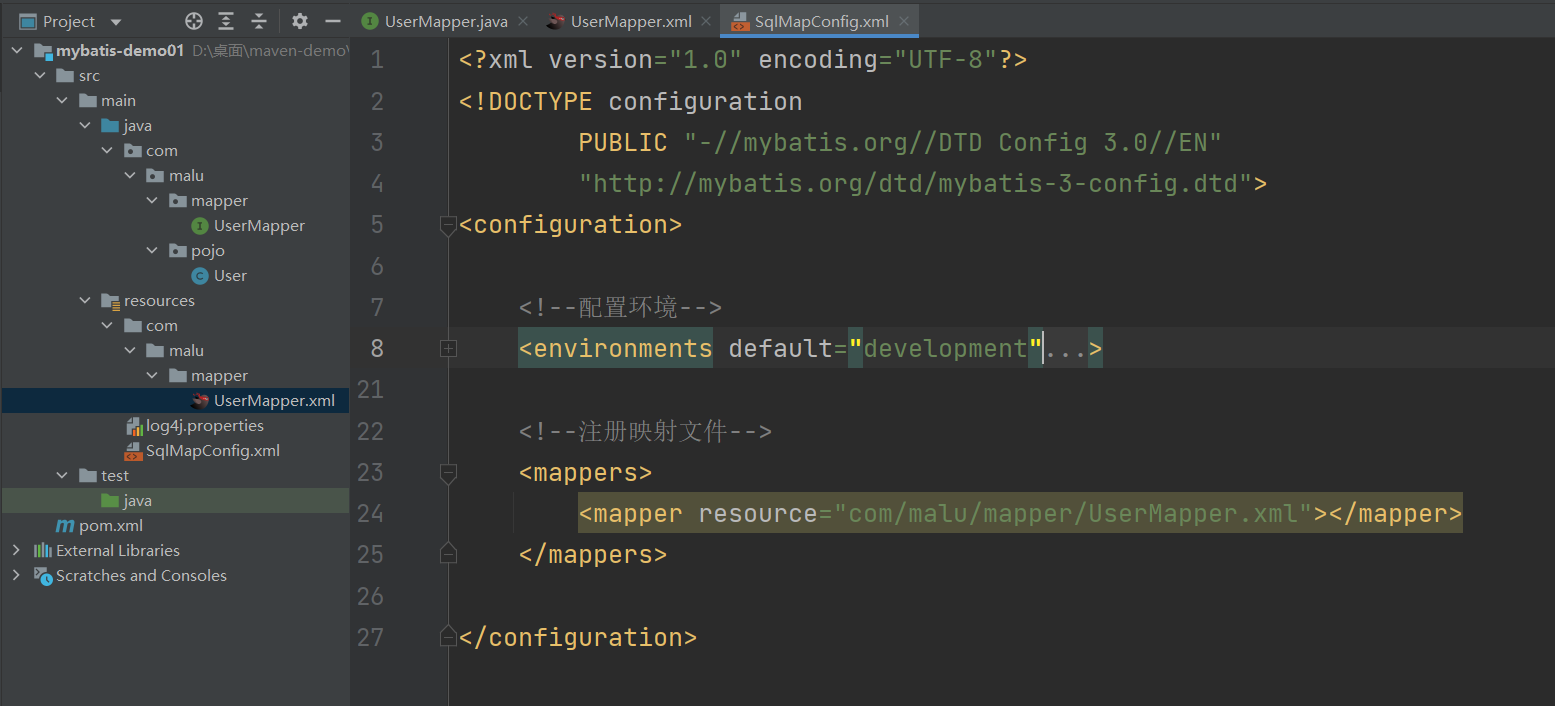 Project
UserMapper.java
UserMapper.xml
SqlMapConfig.xml
mybatis-demo01 D:\桌面\maven-demo\
src
main
java
com
malu
mapper
UserMapper
pojo
User
resources
com
malu
mapper
UserMapper.xml
log4j.properties
SqlMapConfig.xml
test
java
pom.xml
External Libraries
Scratches and Consoles
1 <?xml version="1.0" encoding="UTF-8"?>
2 <!DOCTYPE configuration
3 PUBLIC "-//mybatis.org//DTD Config 3.0//EN"
4 "http://mybatis.org/dtd/mybatis-3-config.dtd">
5 <configuration>
6
7 <!--配置环境-->
8 <environments default="development"...>
21
22 <!--注册映射文件-->
23 <mappers>
24 <mapper resource="com/malu/mapper/UserMapper.xml"></mapper>
25 </mappers>
26
27 </configuration>